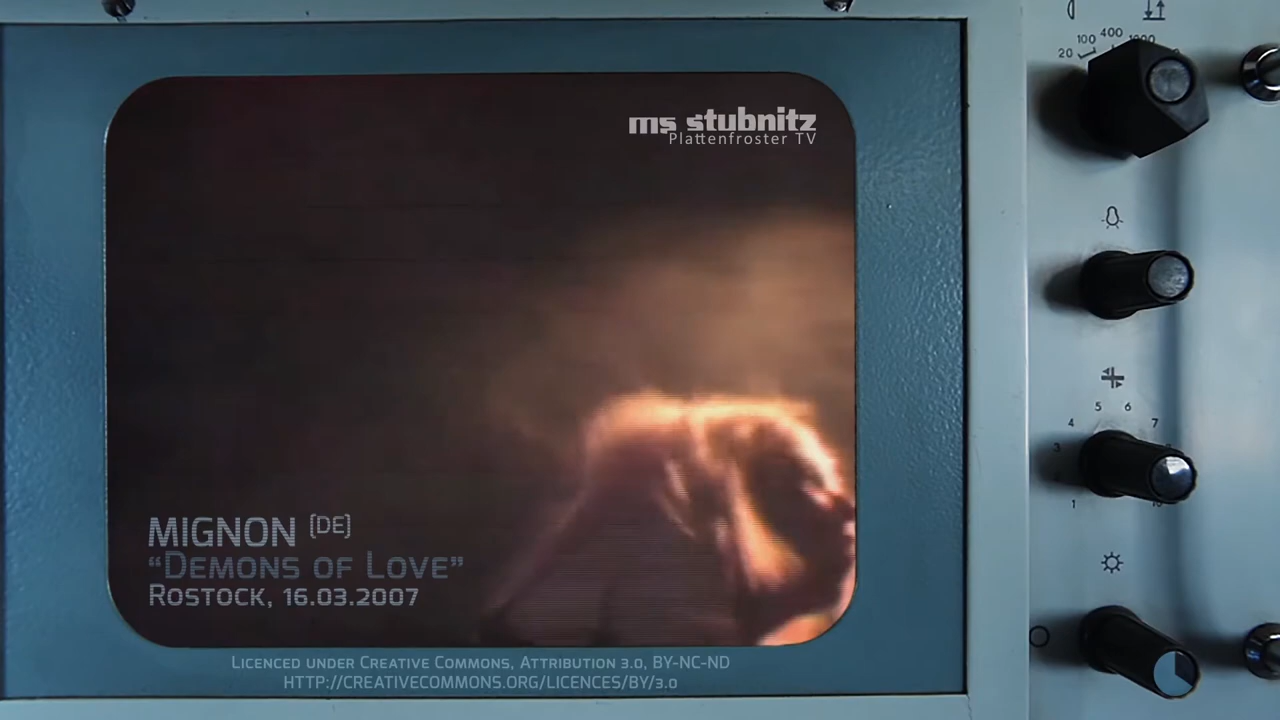 20 100 400 1000
ms stubnitz
Plattenfroster TV
5 6
4 7
3
1 10
MIGNON [DE]
“DEMONS OF LOVE”
ROSTOCK, 16.03.2007
LICENCED UNDER CREATIVE COMMONS, ATTRIBUTION 3.0, BY-NC-ND
HTTP://CREATIVECOMMONS.ORG/LICENCES/BY/3.0